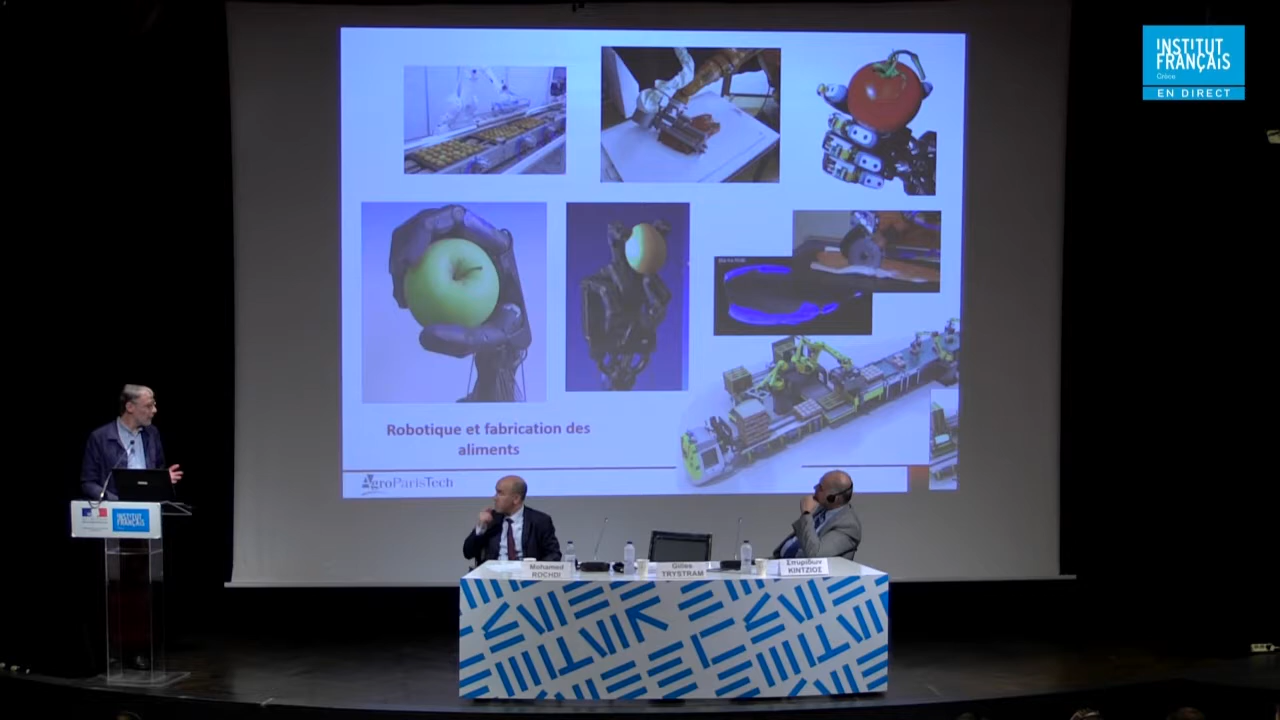 INSTITUT
FRANÇAIS
Grèce
EN DIRECT
Robotique et fabrication des
aliments
AgroParisTech
INSTITUT
FRANÇAIS
Mohamed
ROCHDI
Gilles
TRYSTRAM
Σπυρίδων
ΚΙΝΤΖΙΟΣ